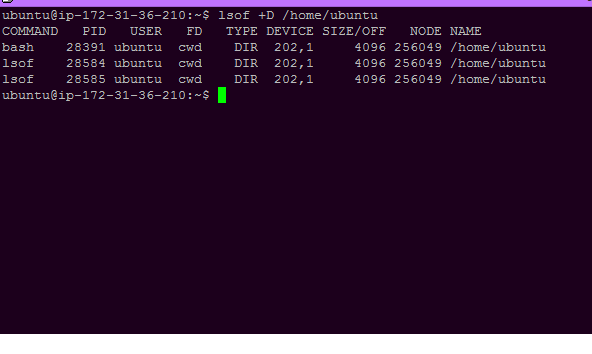 ubuntu@ip-172-31-36-210:~$ lsof +D /home/ubuntu
COMMAND   PID   USER   FD   TYPE DEVICE SIZE/OFF   NODE NAME
bash    28391 ubuntu  cwd    DIR  202,1     4096 256049 /home/ubuntu
lsof    28584 ubuntu  cwd    DIR  202,1     4096 256049 /home/ubuntu
lsof    28585 ubuntu  cwd    DIR  202,1     4096 256049 /home/ubuntu
ubuntu@ip-172-31-36-210:~$